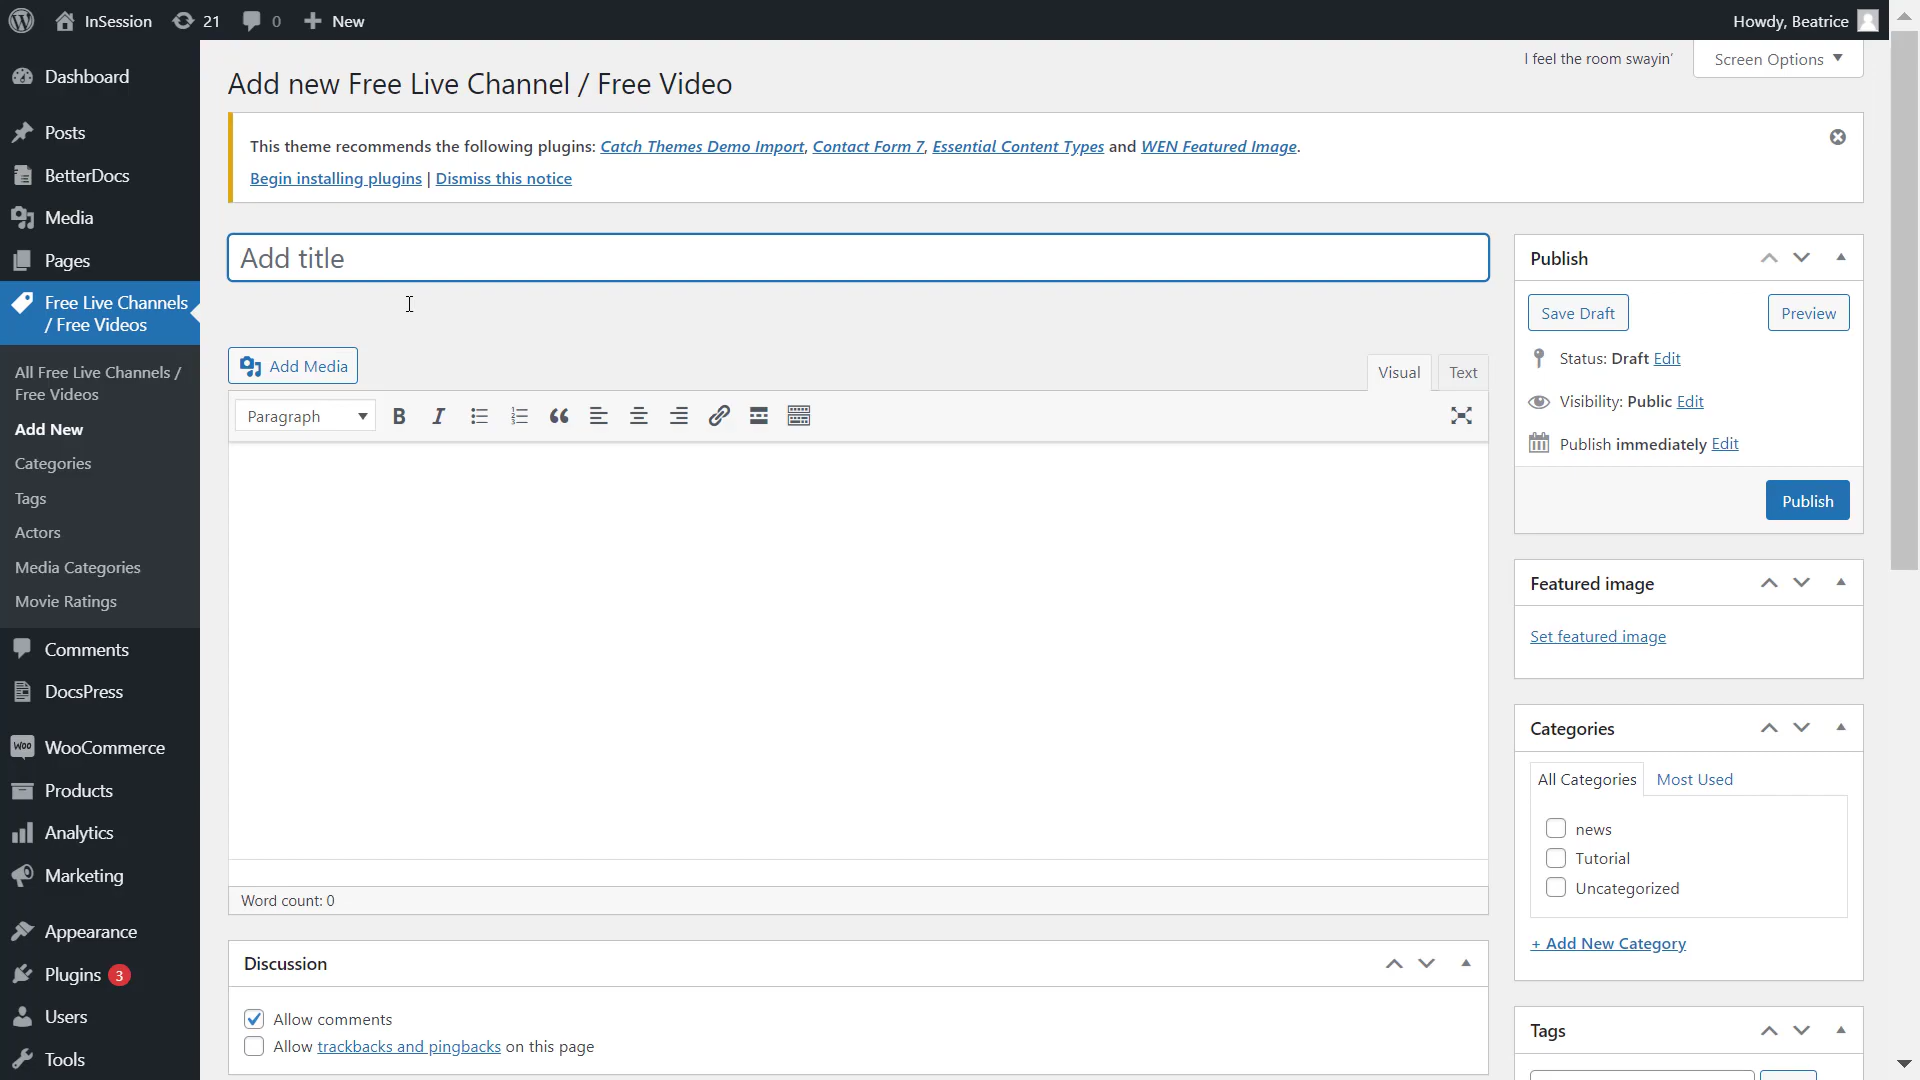 InSession
21
0
New
Howdy, Beatrice
Dashboard
Posts
BetterDocs
Media
Pages
Free Live Channels
/ Free Videos
All Free Live Channels /
Free Videos
Add New
Categories
Tags
Actors
Media Categories
Movie Ratings
Comments
DocsPress
Woo
WooCommerce
Products
Analytics
Marketing
Appearance
Plugins 3
Users
Tools
I feel the room swayin’
Screen Options
Add new Free Live Channel / Free Video
This theme recommends the following plugins: Catch Themes Demo Import, Contact Form 7, Essential Content Types and WEN Featured Image.
Begin installing plugins | Dismiss this notice
Add title
Add Media
Visual
Text
Paragraph
B I
Word count: 0
Discussion
Allow comments
Allow trackbacks and pingbacks on this page
Publish
Save Draft
Preview
Status: Draft Edit
Visibility: Public Edit
Publish immediately Edit
Publish
Featured image
Set featured image
Categories
All Categories
Most Used
news
Tutorial
Uncategorized
+ Add New Category
Tags